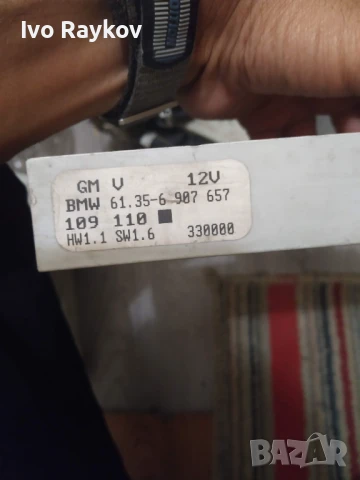 Ivo Raykov
GM V 12V
BMW 61.35-6 907 657
109 110
HW1.1 SW1.6 330000
BAZAR